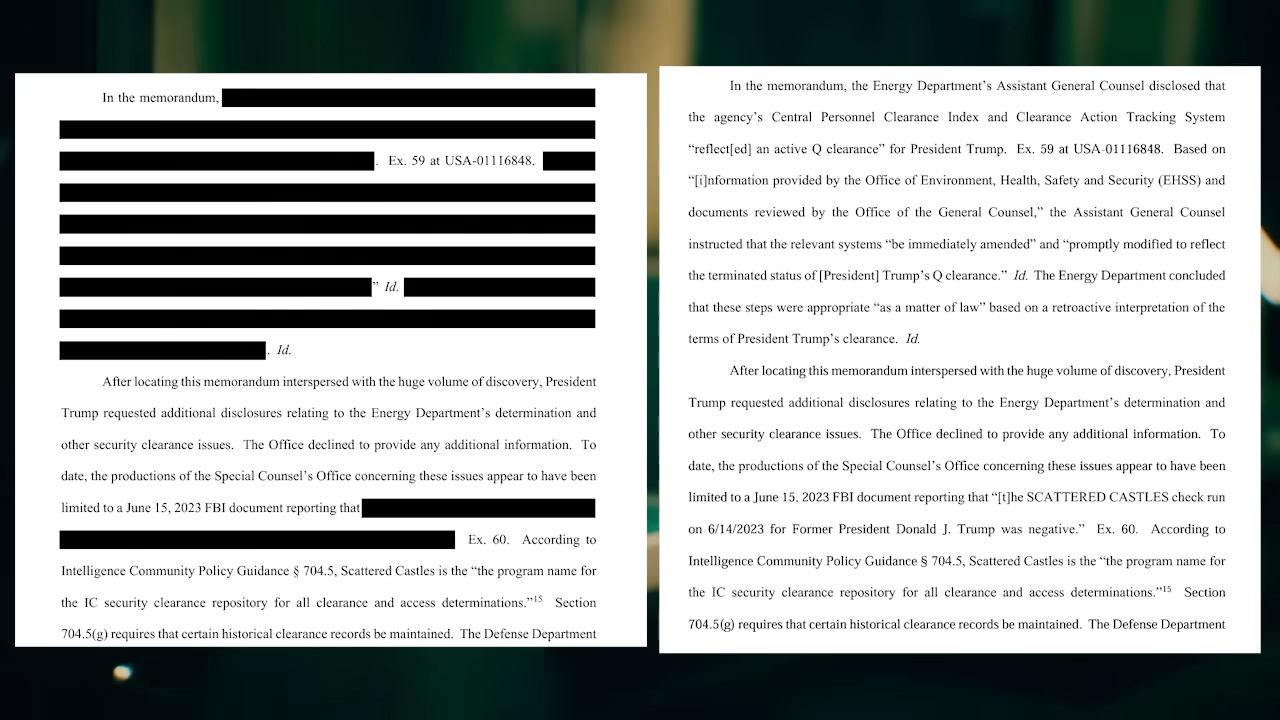 In the memorandum,
. Ex. 59 at USA-01116848.
” Id.
. Id.
After locating this memorandum interspersed with the huge volume of discovery, President
Trump requested additional disclosures relating to the Energy Department’s determination and
other security clearance issues. The Office declined to provide any additional information. To
date, the productions of the Special Counsel’s Office concerning these issues appear to have been
limited to a June 15, 2023 FBI document reporting that
Ex. 60. According to
Intelligence Community Policy Guidance § 704.5, Scattered Castles is the “the program name for
the IC security clearance repository for all clearance and access determinations.”15 Section
704.5(g) requires that certain historical clearance records be maintained. The Defense Department
In the memorandum, the Energy Department’s Assistant General Counsel disclosed that
the agency’s Central Personnel Clearance Index and Clearance Action Tracking System
“reflect[ed] an active Q clearance” for President Trump. Ex. 59 at USA-01116848. Based on
“[i]nformation provided by the Office of Environment, Health, Safety and Security (EHSS) and
documents reviewed by the Office of the General Counsel,” the Assistant General Counsel
instructed that the relevant systems “be immediately amended” and “promptly modified to reflect
the terminated status of [President] Trump’s Q clearance.” Id. The Energy Department concluded
that these steps were appropriate “as a matter of law” based on a retroactive interpretation of the
terms of President Trump’s clearance. Id.
After locating this memorandum interspersed with the huge volume of discovery, President
Trump requested additional disclosures relating to the Energy Department’s determination and
other security clearance issues. The Office declined to provide any additional information. To
date, the productions of the Special Counsel’s Office concerning these issues appear to have been
limited to a June 15, 2023 FBI document reporting that “[t]he SCATTERED CASTLES check run
on 6/14/2023 for Former President Donald J. Trump was negative.” Ex. 60. According to
Intelligence Community Policy Guidance § 704.5, Scattered Castles is the “the program name for
the IC security clearance repository for all clearance and access determinations.”15 Section
704.5(g) requires that certain historical clearance records be maintained. The Defense Department